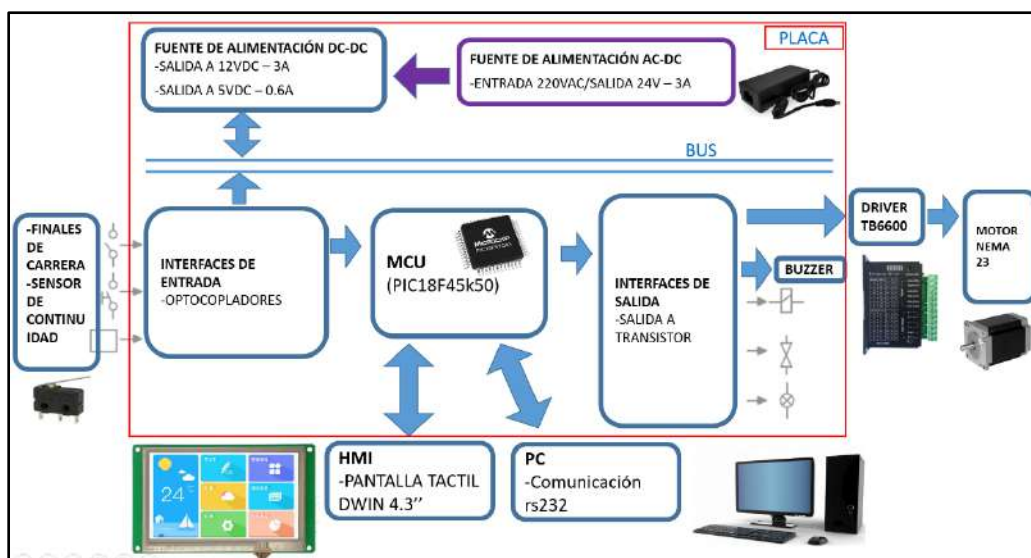 PLACA
FUENTE DE ALIMENTACIÓN DC-DC
-SALIDA A 12VDC – 3A
-SALIDA A 5VDC – 0.6A
FUENTE DE ALIMENTACIÓN AC-DC
-ENTRADA 220VAC/SALIDA 24V – 3A
BUS
-FINALES
DE
CARRERA
-SENSOR
DE
CONTINU
IDAD
INTERFACES DE
ENTRADA
-OPTOCOPLADORES
MCU
(PIC18F45k50)
MICROCHIP
INTERFACES DE
SALIDA
-SALIDA A
TRANSISTOR
DRIVER
TB6600
BUZZER
MOTOR
NEMA
23
HMI
-PANTALLA TACTIL
DWIN 4.3’’
24
PC
-Comunicación
rs232